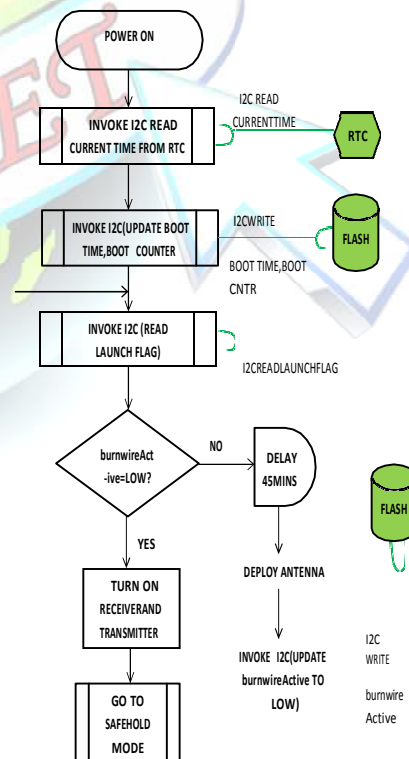 POWER ON
I2C READ
CURRENTTIME
INVOKE I2C READ
CURRENT TIME FROM RTC
RTC
INVOKE I2C(UPDATE BOOT
TIME,BOOT COUNTER
I2CWRITE
FLASH
BOOT TIME,BOOT
CNTR
INVOKE I2C (READ
LAUNCH FLAG)
I2CREADLAUNCHFLAG
burnwireAct
-ive=LOW?
NO
DELAY
45MINS
FLASH
YES
DEPLOY ANTENNA
TURN ON
RECEIVERAND
TRANSMITTER
INVOKE I2C(UPDATE
burnwireActive TO
LOW)
I2C
WRITE
burnwire
Active
GO TO
SAFEHOLD
MODE
ET